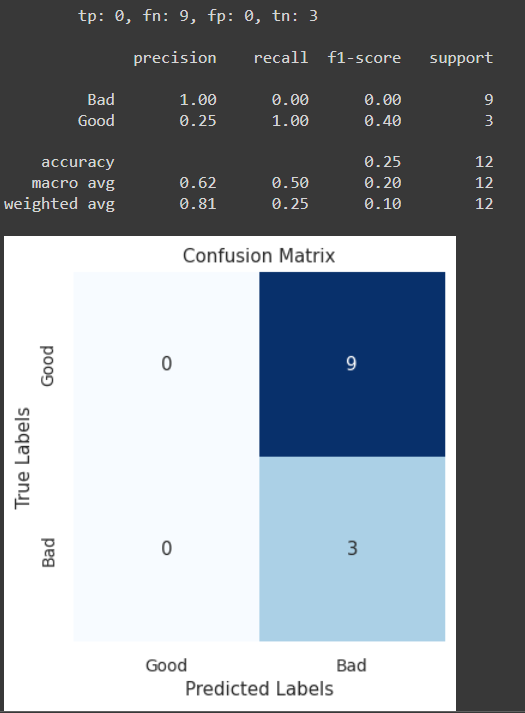 tp: 0, fn: 9, fp: 0, tn: 3
precision recall f1-score support
Bad 1.00 0.00 0.00 9
Good 0.25 1.00 0.40 3
accuracy 0.25 12
macro avg 0.62 0.50 0.20 12
weighted avg 0.81 0.25 0.10 12
Confusion Matrix
True Labels
Good
0 9
Bad
0 3
Good Bad
Predicted Labels